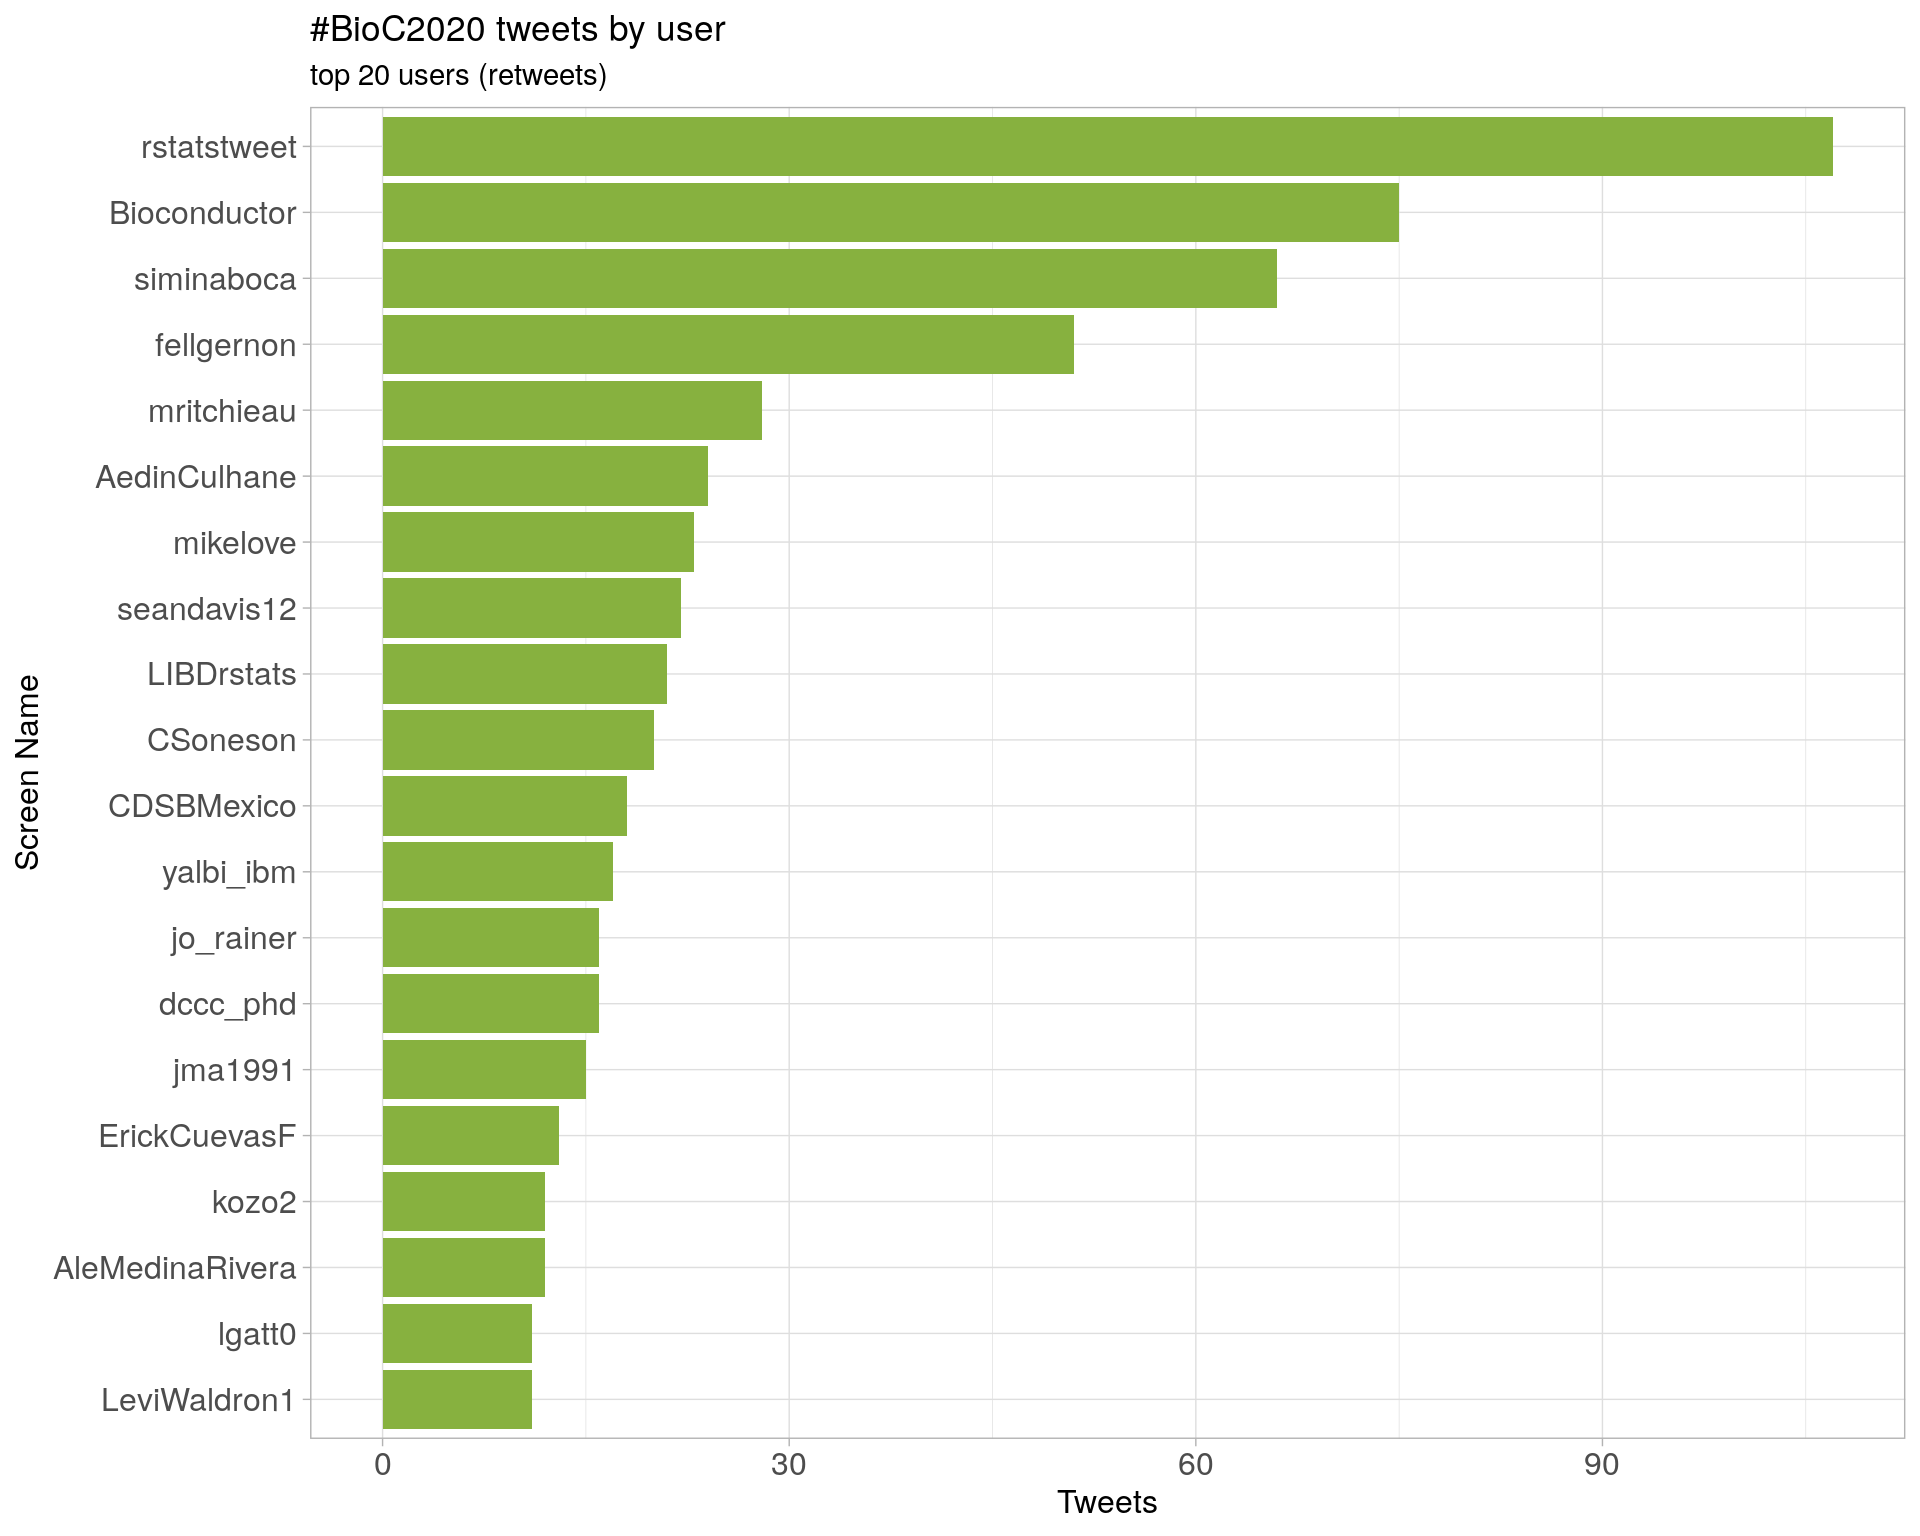 #BioC2020 tweets by user
top 20 users (retweets)
Screen Name
rstatstweet
Bioconductor
siminaboca
fellgernon
mritchieau
AedinCulhane
mikelove
seandavis12
LIBDrstats
CSoneson
CDSBMexico
yalbi_ibm
jo_rainer
dccc_phd
jma1991
ErickCuevasF
kozo2
AleMedinaRivera
lgatt0
LeviWaldron1
0 30 60 90
Tweets